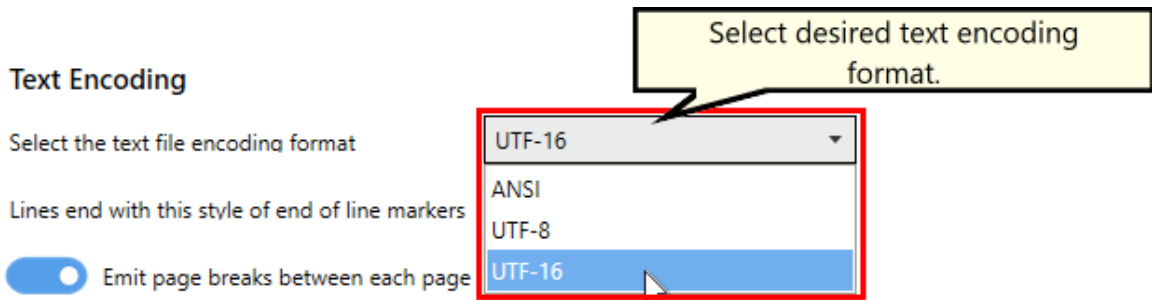 Select desired text encoding
format.
Text Encoding
Select the text file encoding format
UTF-16
ANSI
Lines end with this style of end of line markers
UTF-8
UTF-16
Emit page breaks between each page